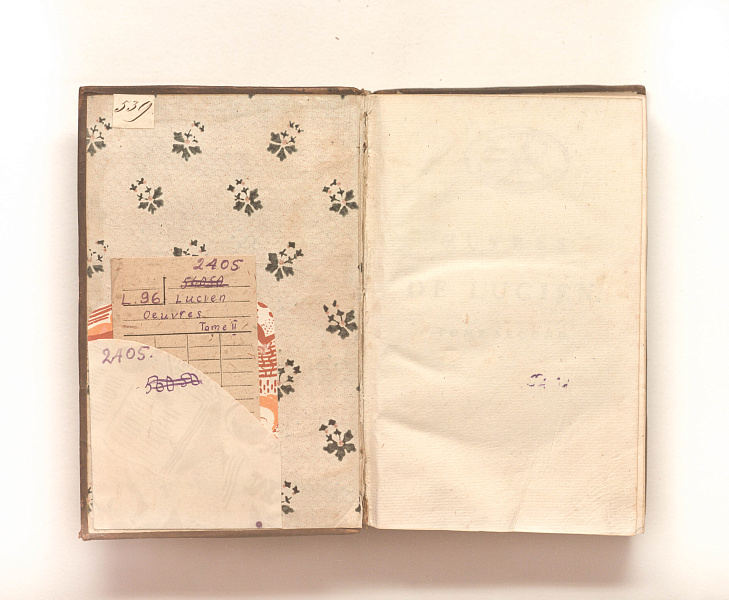 539
2405
L.96 Lucien
Oeuvres
Tome II
2405.